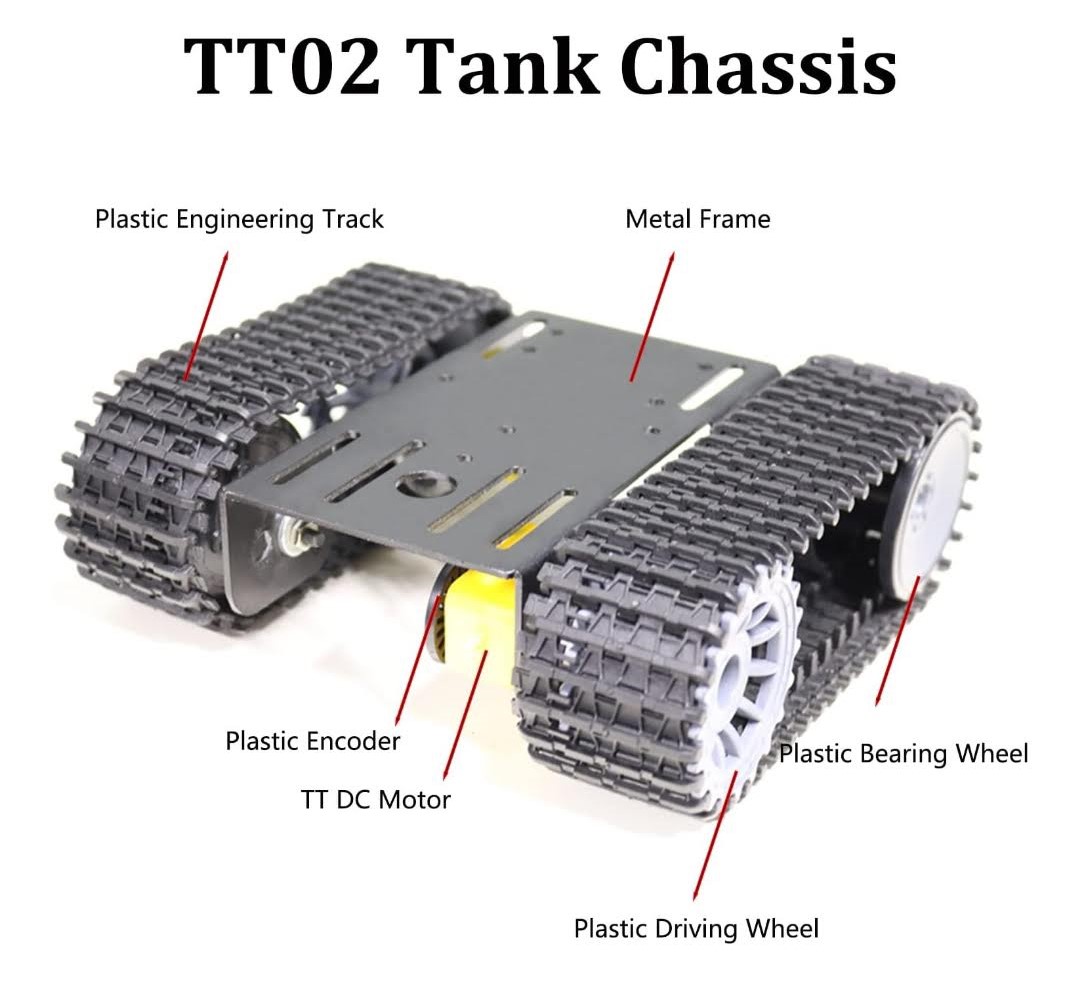 TT02 Tank Chassis
Plastic Engineering Track
Metal Frame
Plastic Encoder
Plastic Bearing Wheel
TT DC Motor
Plastic Driving Wheel